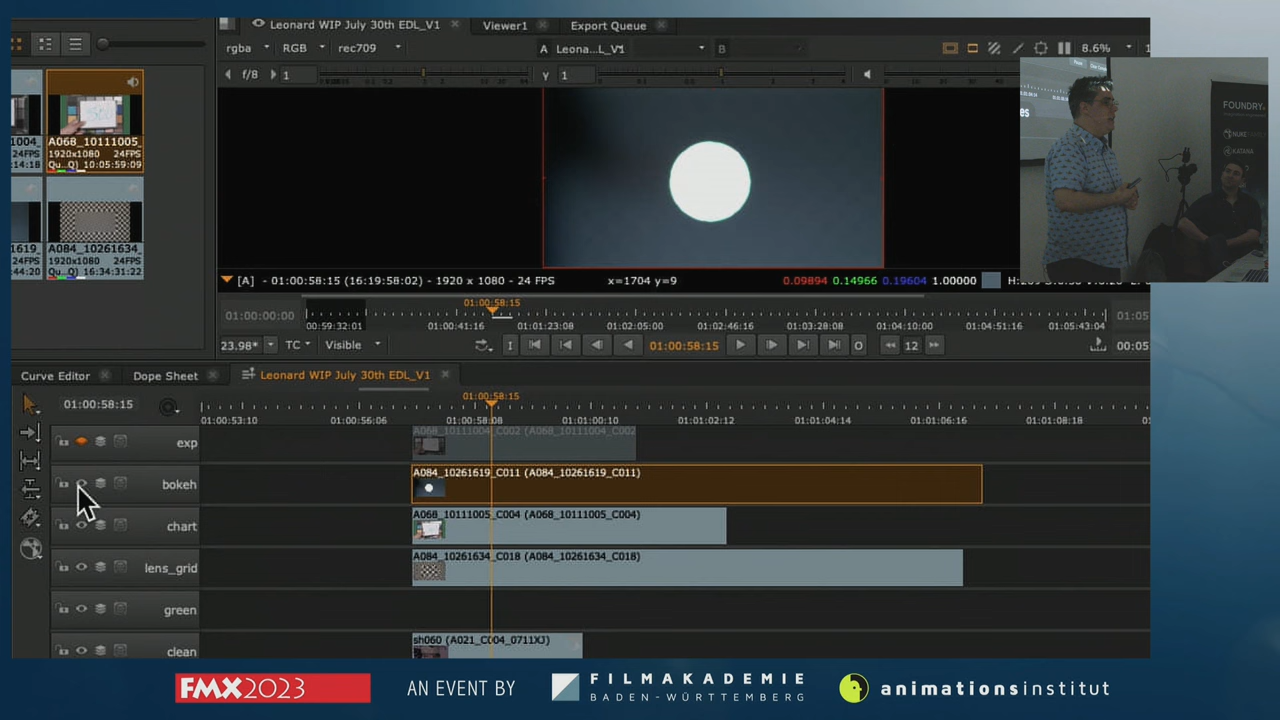 Leonard WIP July 30th EDL_V1
Viewer1
Export Queue
rgba
RGB
rec709
A
Leona...L_V1
B
8.6%
f/8
1
y
1
A068_10111005_
1920x1080 24FPS
Qu...Q) 10:05:59:09
1004_
24FPS
:14:18
A084_10261634_
1920x1080 24FPS
Qu...Q) 16:34:31:22
1619_
24FPS
:44:20
FOUNDRY.
NUKE
KATANA
[A] - 01:00:58:15 (16:19:58:02) - 1920 x 1080 - 24 FPS
x=1704 y=9
0.09894 0.14966 0.19604 1.00000
01:00:58:15
01:00:00:00
00:59:32:01
01:00:41:16
01:01:23:08
01:02:05:00
01:02:46:16
01:03:28:08
01:04:10:00
01:04:51:16
01:05:43:04
01:05
23.98*
TC
Visible
I
01:00:58:15
O
12
00:05
Curve Editor
Dope Sheet
Leonard WIP July 30th EDL_V1
01:00:58:15
01:00:58:15
01:00:53:10
01:00:56:06
01:00:58:08
01:01:00:10
01:01:02:12
01:01:04:14
01:01:06:16
01:01:08:18
exp
A068_10111004_C002 (A068_10111004_C002
bokeh
A084_10261619_C011 (A084_10261619_C011)
chart
A068_10111005_C004 (A068_10111005_C004)
lens_grid
A084_10261634_C018 (A084_10261634_C018)
green
clean
sh060 (A021_C004_0711XJ)
FMX2023
AN EVENT BY
FILMAKADEMIE
BADEN-WÜRTTEMBERG
animationsinstitut